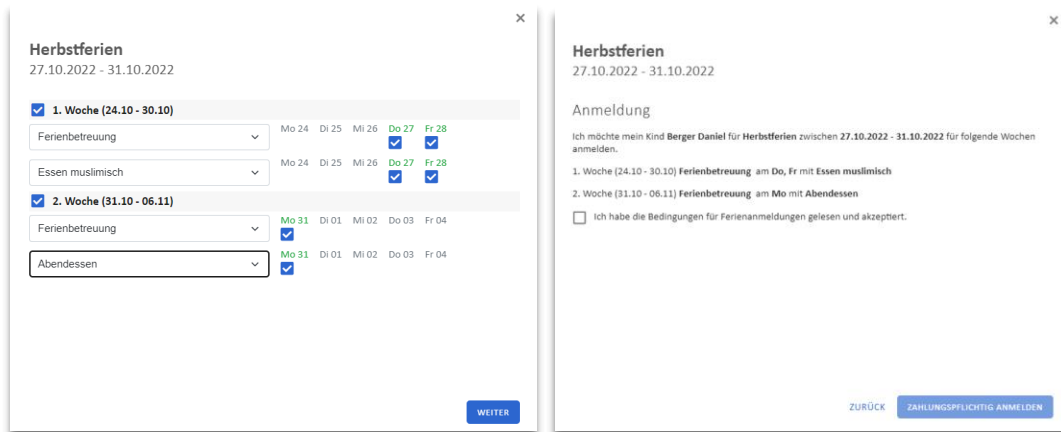 Herbstferien
27.10.2022 - 31.10.2022
1. Woche (24.10 - 30.10)
Ferienbetreuung
Mo 24 Di 25 Mi 26 Do 27 Fr 28
Essen muslimisch
Mo 24 Di 25 Mi 26 Do 27 Fr 28
2. Woche (31.10 - 06.11)
Ferienbetreuung
Mo 31 Di 01 Mi 02 Do 03 Fr 04
Abendessen
Mo 31 Di 01 Mi 02 Do 03 Fr 04
WEITER
Herbstferien
27.10.2022 - 31.10.2022
Anmeldung
Ich möchte mein Kind Berger Daniel für Herbstferien zwischen 27.10.2022 - 31.10.2022 für folgende Wochen
anmelden.
1. Woche (24.10 - 30.10) Ferienbetreuung am Do, Fr mit Essen muslimisch
2. Woche (31.10 - 06.11) Ferienbetreuung am Mo mit Abendessen
Ich habe die Bedingungen für Ferienanmeldungen gelesen und akzeptiert.
ZURÜCK ZAHLUNGSPFLICHTIG ANMELDEN